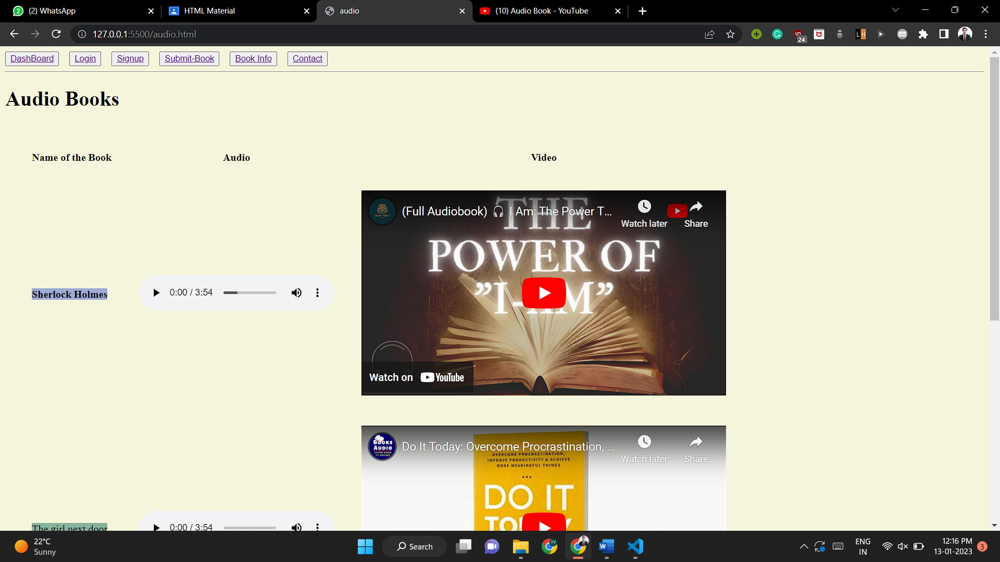 (2) WhatsApp
HTML Material
audio
(10) Audio Book - YouTube
127.0.0.1:5500/audio.html
24
DashBoard
Login
Signup
Submit-Book
Book Info
Contact
Audio Books
Name of the Book
Audio
Video
(Full Audiobook) 🎧 I Am: The Power T...
Watch later
Share
THE
POWER OF
"I-AM"
Sherlock Holmes
0:00 / 3:54
Watch on YouTube
BOOKS
AUDIO
Do It Today: Overcome Procrastination, ...
Watch later
Share
OVERCOME PROCRASTINATION,
IMPROVE PRODUCTIVITY & ACHIEVE
MORE MEANINGFUL THINGS
DO IT
TODAY
The girl next door
0:00 / 3:54
22°C
Sunny
Search
ENG
IN
12:16 PM
13-01-2023
3